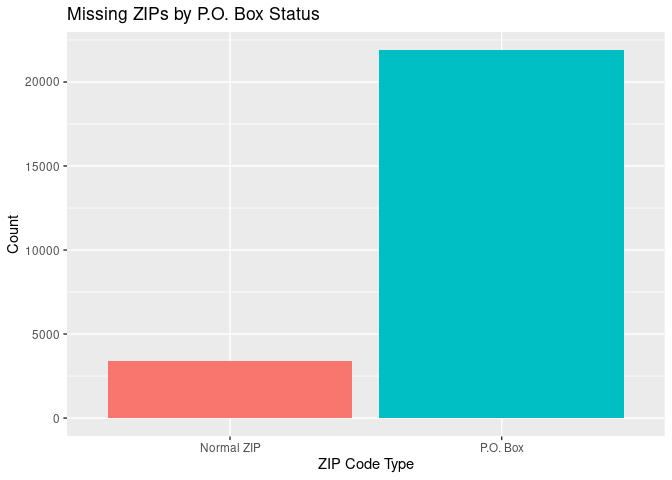 Missing ZIPs by P.O. Box Status
Count
20000
15000
10000
5000
0
Normal ZIP
P.O. Box
ZIP Code Type